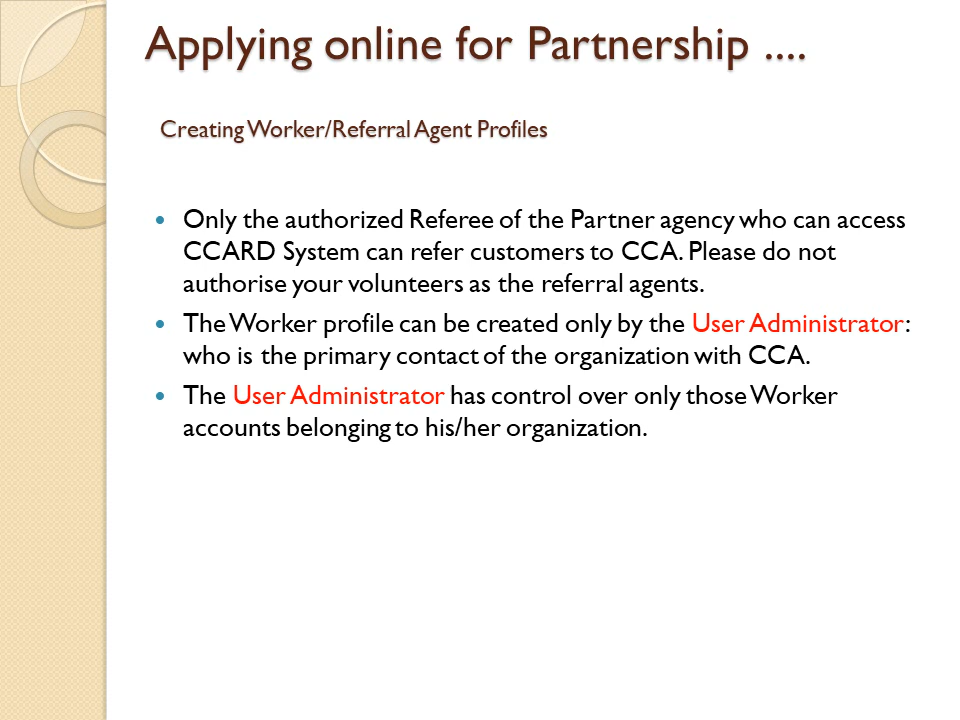 Applying online for Partnership ....
Creating Worker/Referral Agent Profiles
• Only the authorized Referee of the Partner agency who can access
CCARD System can refer customers to CCA. Please do not
authorise your volunteers as the referral agents.
• The Worker profile can be created only by the User Administrator:
who is the primary contact of the organization with CCA.
• The User Administrator has control over only those Worker
accounts belonging to his/her organization.